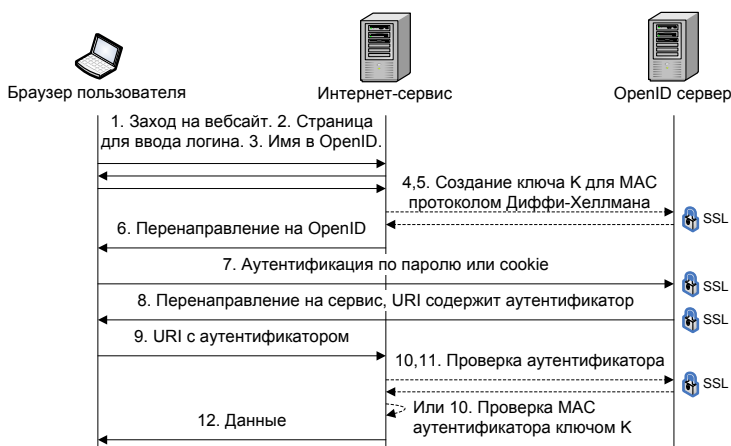 Браузер пользователя
Интернет-сервис
OpenID сервер
1. Заход на вебсайт. 2. Страница
для ввода логина. 3. Имя в OpenID.
4,5. Создание ключа K для MAC
протоколом Диффи-Хеллмана
SSL
6. Перенаправление на OpenID
7. Аутентификация по паролю или cookie
SSL
8. Перенаправление на сервис, URI содержит аутентификатор
SSL
9. URI с аутентификатором
10,11. Проверка аутентификатора
SSL
Или 10. Проверка MAC
аутентификатора ключом K
12. Данные